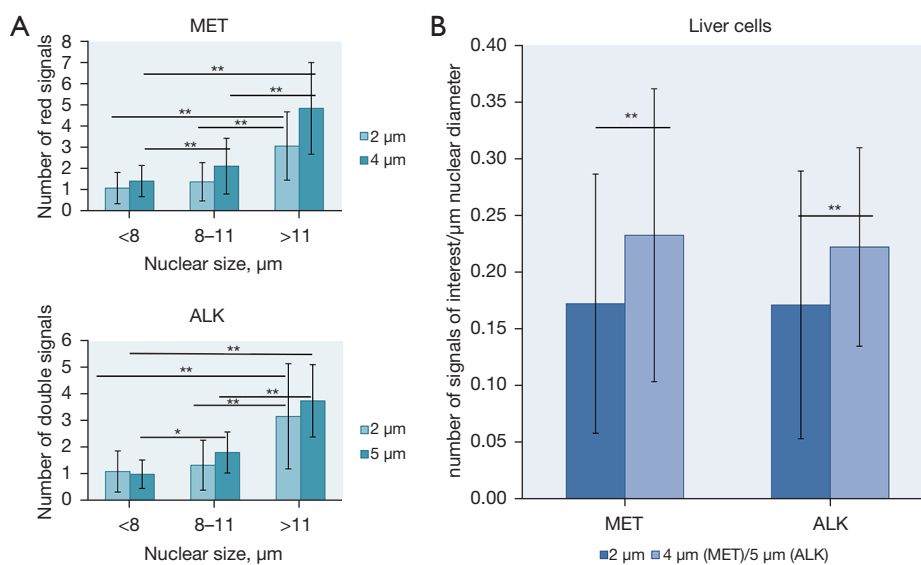 A
MET
Number of red signals
8
7
6
5
4
3
2
1
0
**
**
**
**
**
<8 8–11 >11
Nuclear size, µm
2 µm
4 µm
ALK
Number of double signals
6
5
4
3
2
1
0
**
**
**
**
*
<8 8–11 >11
Nuclear size, µm
2 µm
5 µm
B
Liver cells
number of signals of interest/µm nuclear diameter
0.40
0.35
0.30
0.25
0.20
0.15
0.10
0.05
0.00
**
**
MET ALK
2 µm 4 µm (MET)/5 µm (ALK)